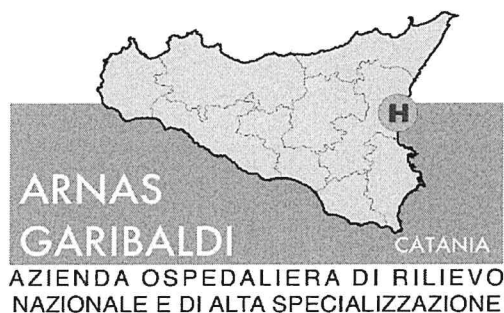 H
ARNAS
GARIBALDI
CATANIA
AZIENDA OSPEDALIERA DI RILIEVO
NAZIONALE E DI ALTA SPECIALIZZAZIONE